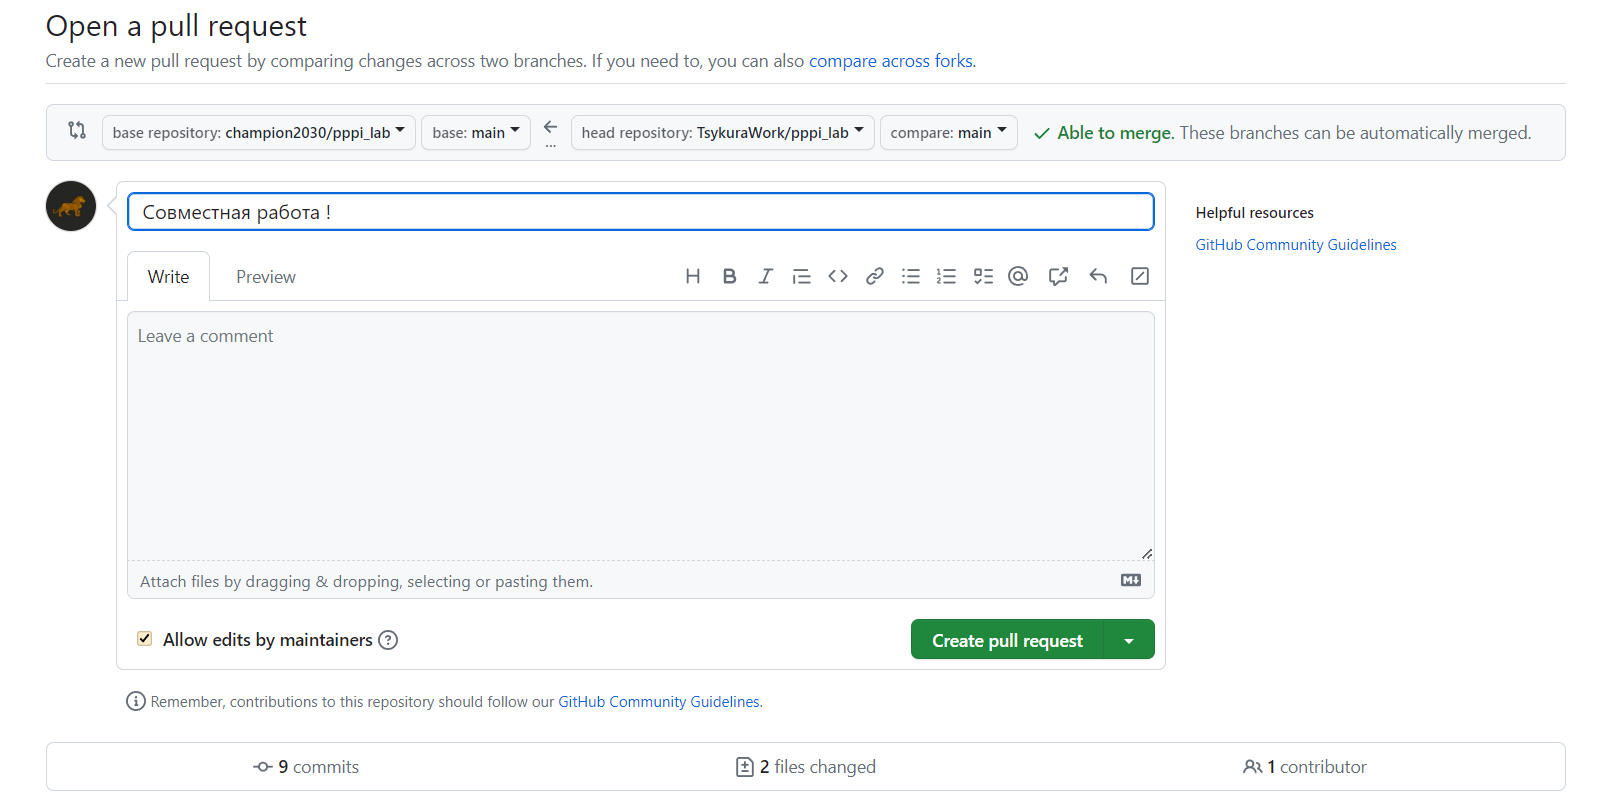 Open a pull request
Create a new pull request by comparing changes across two branches. If you need to, you can also compare across forks.
base repository: champion2030/pppi_lab base: main ... head repository: TsykuraWork/pppi_lab compare: main Able to merge. These branches can be automatically merged.
Совместная работа !
Helpful resources
GitHub Community Guidelines
Write Preview
Leave a comment
Attach files by dragging & dropping, selecting or pasting them.
Allow edits by maintainers
Create pull request
Remember, contributions to this repository should follow our GitHub Community Guidelines.
9 commits 2 files changed 1 contributor